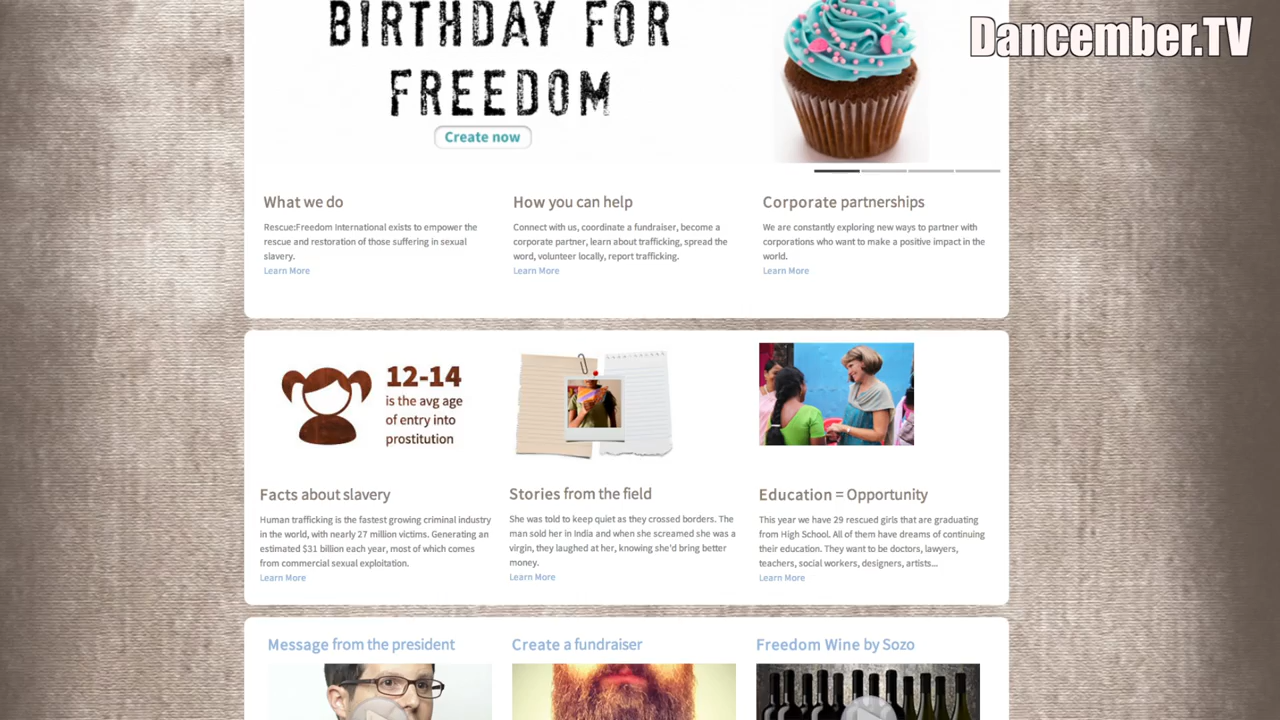 Dancember.TV
BIRTHDAY FOR
FREEDOM
Create now
What we do
Rescue:Freedom International exists to empower the
rescue and restoration of those suffering in sexual
slavery.
Learn More
How you can help
Connect with us, coordinate a fundraiser, become a
corporate partner, learn about trafficking, spread the
word, volunteer locally, report trafficking.
Learn More
Corporate partnerships
We are constantly exploring new ways to partner with
corporations who want to make a positive impact in the
world.
Learn More
12-14
is the avg age
of entry into
prostitution
Facts about slavery
Human trafficking is the fastest growing criminal industry
in the world, with nearly 27 million victims. Generating an
estimated $31 billion each year, most of which comes
from commercial sexual exploitation.
Learn More
Stories from the field
She was told to keep quiet as they crossed borders. The
man sold her in India and when she screamed she was a
virgin, they laughed at her, knowing she'd bring better
money.
Learn More
Education = Opportunity
This year we have 29 rescued girls that are graduating
from High School. All of them have dreams of continuing
their education. They want to be doctors, lawyers,
teachers, social workers, designers, artists...
Learn More
Message from the president
Create a fundraiser
Freedom Wine by Sozo